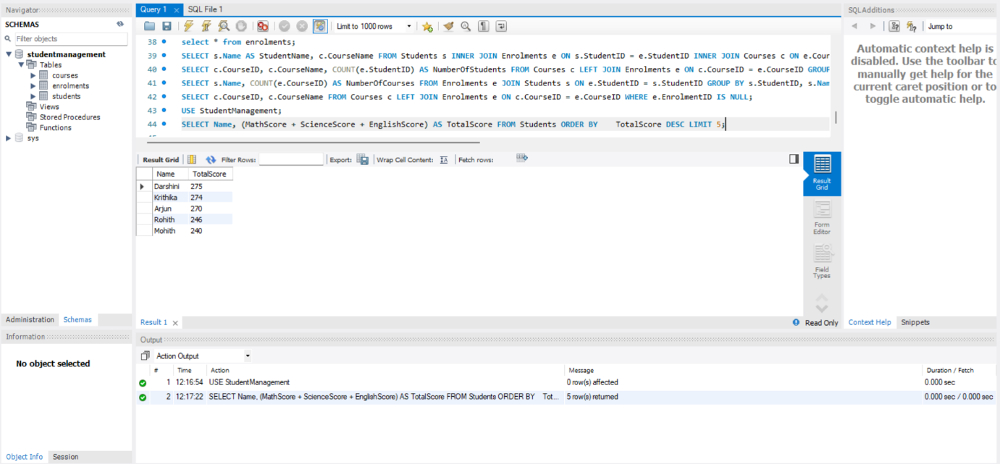 Navigator
SCHEMAS
Filter objects
studentmanagement
Tables
courses
enrolments
students
Views
Stored Procedures
Functions
sys
Administration Schemas
Information
No object selected
Object Info Session
Query 1 × SQL File 1
Limit to 1000 rows
38 select * from enrolments;
39 SELECT s.Name AS StudentName, c.CourseName FROM Students s INNER JOIN Enrolments e ON s.StudentID = e.StudentID INNER JOIN Courses c ON e.Cour
40 SELECT c.CourseID, c.CourseName, COUNT(e.StudentID) AS NumberOfStudents FROM Courses c LEFT JOIN Enrolments e ON c.CourseID = e.CourseID GROUP
41 SELECT s.Name, COUNT(e.CourseID) AS NumberOfCourses FROM Enrolments e JOIN Students s ON e.StudentID = s.StudentID GROUP BY s.StudentID, s.Nam
42 SELECT c.CourseID, c.CourseName FROM Courses c LEFT JOIN Enrolments e ON c.CourseID = e.CourseID WHERE e.EnrolmentID IS NULL;
43 USE StudentManagement;
44 SELECT Name, (MathScore + ScienceScore + EnglishScore) AS TotalScore FROM Students ORDER BY    TotalScore DESC LIMIT 5;
Result Grid Filter Rows: Export: Wrap Cell Content: Fetch rows:
Name TotalScore
Darshini 275
Krithika 274
Arjun 270
Rohith 246
Mohith 240
Result Grid
Form Editor
Field Types
Result 1 × Read Only
Output
Action Output
# Time Action Message Duration / Fetch
1 12:16:54 USE StudentManagement 0 row(s) affected 0.000 sec
2 12:17:22 SELECT Name, (MathScore + ScienceScore + EnglishScore) AS TotalScore FROM Students ORDER BY    Tot... 5 row(s) returned 0.000 sec / 0.000 sec
SQLAdditions
Jump to
Automatic context help is
disabled. Use the toolbar to
manually get help for the
current caret position or to
toggle automatic help.
Context Help Snippets